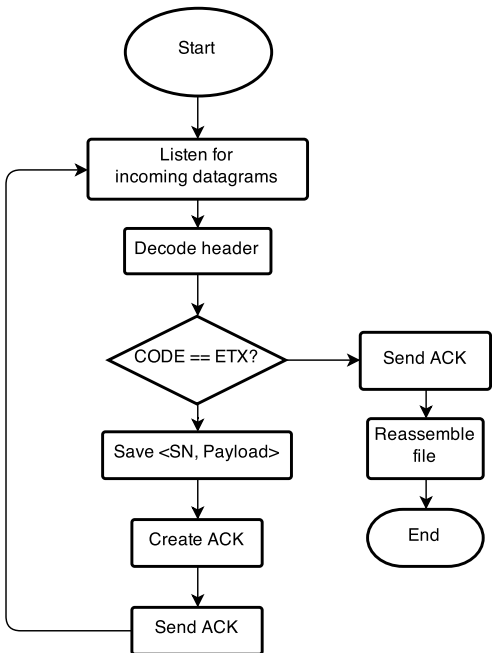 Start
Listen for
incoming datagrams
Decode header
CODE == ETX?
Send ACK
Save <SN, Payload>
Reassemble
file
Create ACK
End
Send ACK